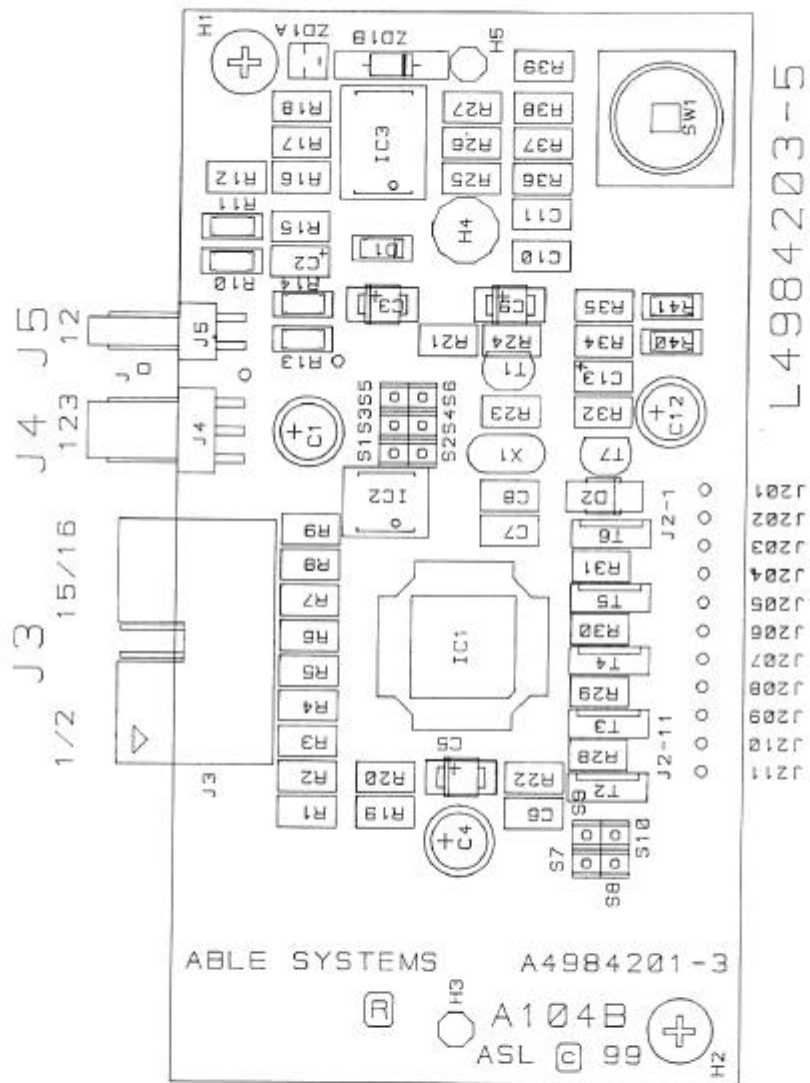 H1
ZD1A
ZD1B
H5
R39
R18
R27
R38
R17
IC3
R26
R37
SW1
R12
R16
R25
R36
R11
R15
H4
C11
C2
D1
C10
R10
R14
L4984203-5
J5
12
J5
C3
C9
R35
R41
J
R13
R21
R24
R34
R40
T1
C13
J4
123
J4
C1
S1S3S5
S2S4S6
R23
R32
C12
X1
T7
IC2
C8
D2
J2-1
J201
R9
C7
T6
J202
J3
15/16
R8
R31
J203
J204
R7
T5
J205
R6
IC1
R30
J206
R5
T4
J207
R4
R29
J208
R3
T3
J209
1/2
C5
R28
J2-11
J210
J3
R2
R20
R22
T2
J211
R1
R19
C6
S9
C4
S7
S10
S8
ABLE SYSTEMS
A4984201-3
R
H3
A104B
ASL c 99
H2